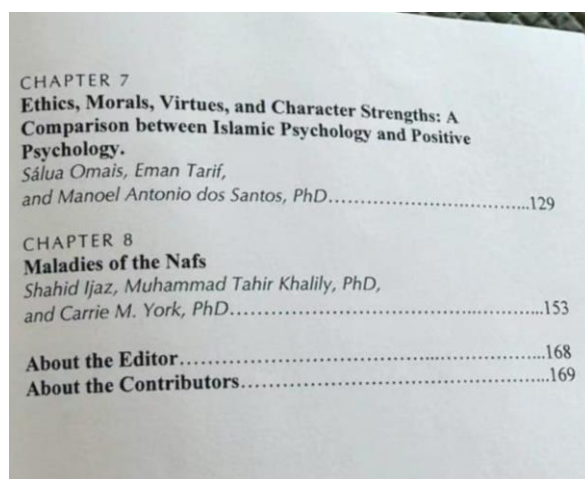 CHAPTER 7
Ethics, Morals, Virtues, and Character Strengths: A
Comparison between Islamic Psychology and Positive
Psychology.
Sálua Omais, Eman Tarif,
and Manoel Antonio dos Santos, PhD.................................129
CHAPTER 8
Maladies of the Nafs
Shahid Ijaz, Muhammad Tahir Khalily, PhD,
and Carrie M. York, PhD....................................................153
About the Editor............................................................168
About the Contributors...................................................169